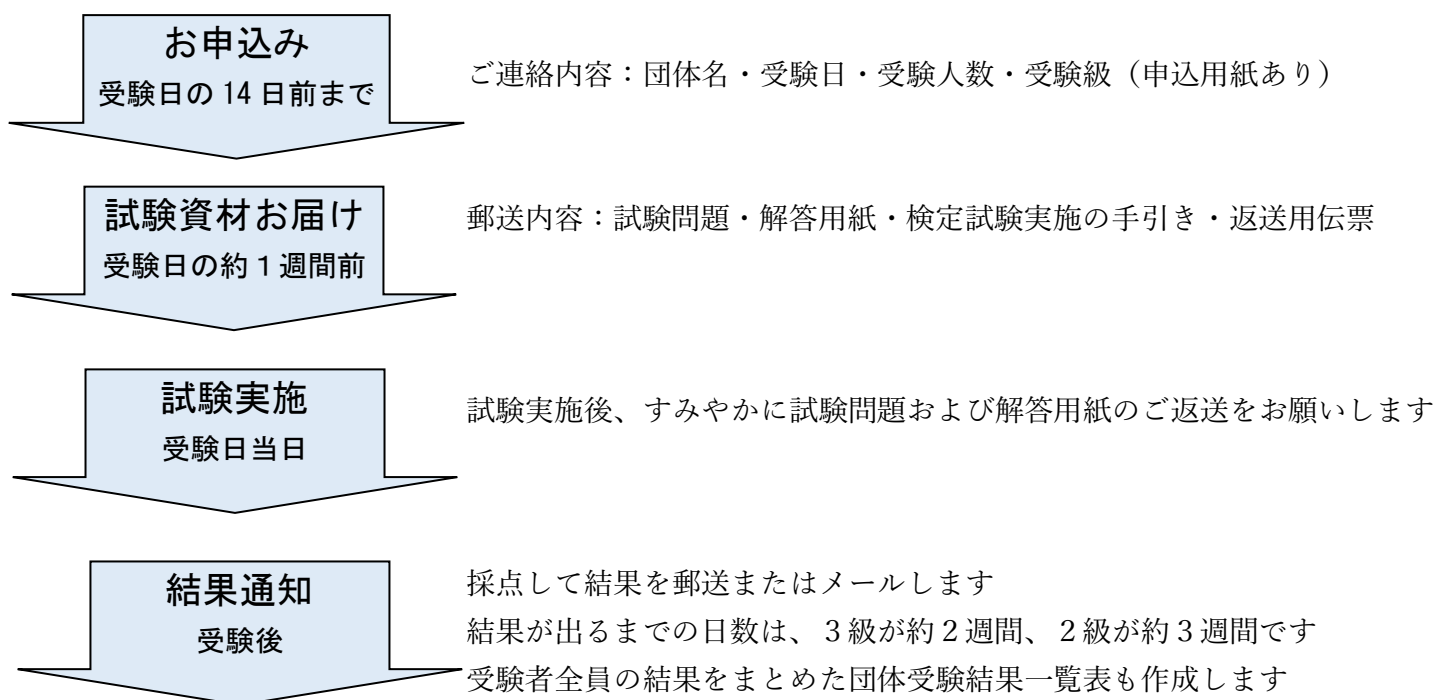 お申込み
受験日の 14 日前まで
ご連絡内容：団体名・受験日・受験人数・受験級（申込用紙あり）
試験資材お届け
受験日の約１週間前
郵送内容：試験問題・解答用紙・検定試験実施の手引き・返送用伝票
試験実施
受験日当日
試験実施後、すみやかに試験問題および解答用紙のご返送をお願いします
結果通知
受験後
採点して結果を郵送またはメールします
結果が出るまでの日数は、３級が約２週間、２級が約３週間です
受験者全員の結果をまとめた団体受験結果一覧表も作成します